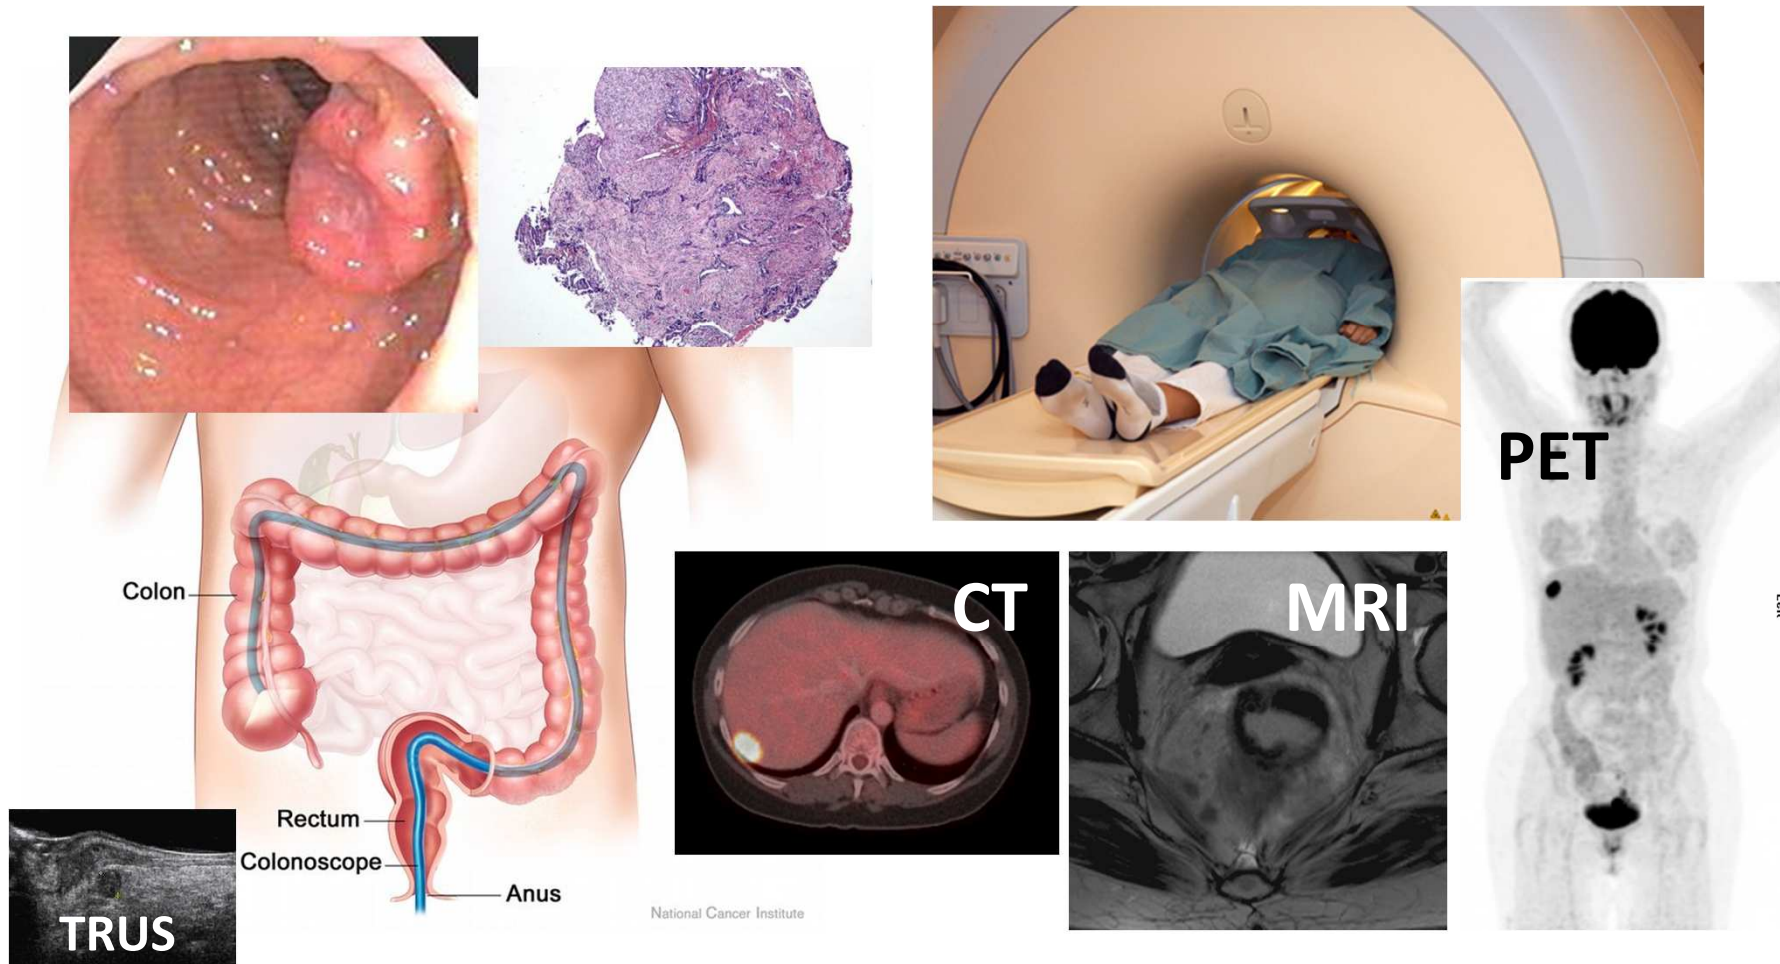 PET
CT
MRI
Colon
Rectum
Colonoscope
Anus
TRUS
National Cancer Institute